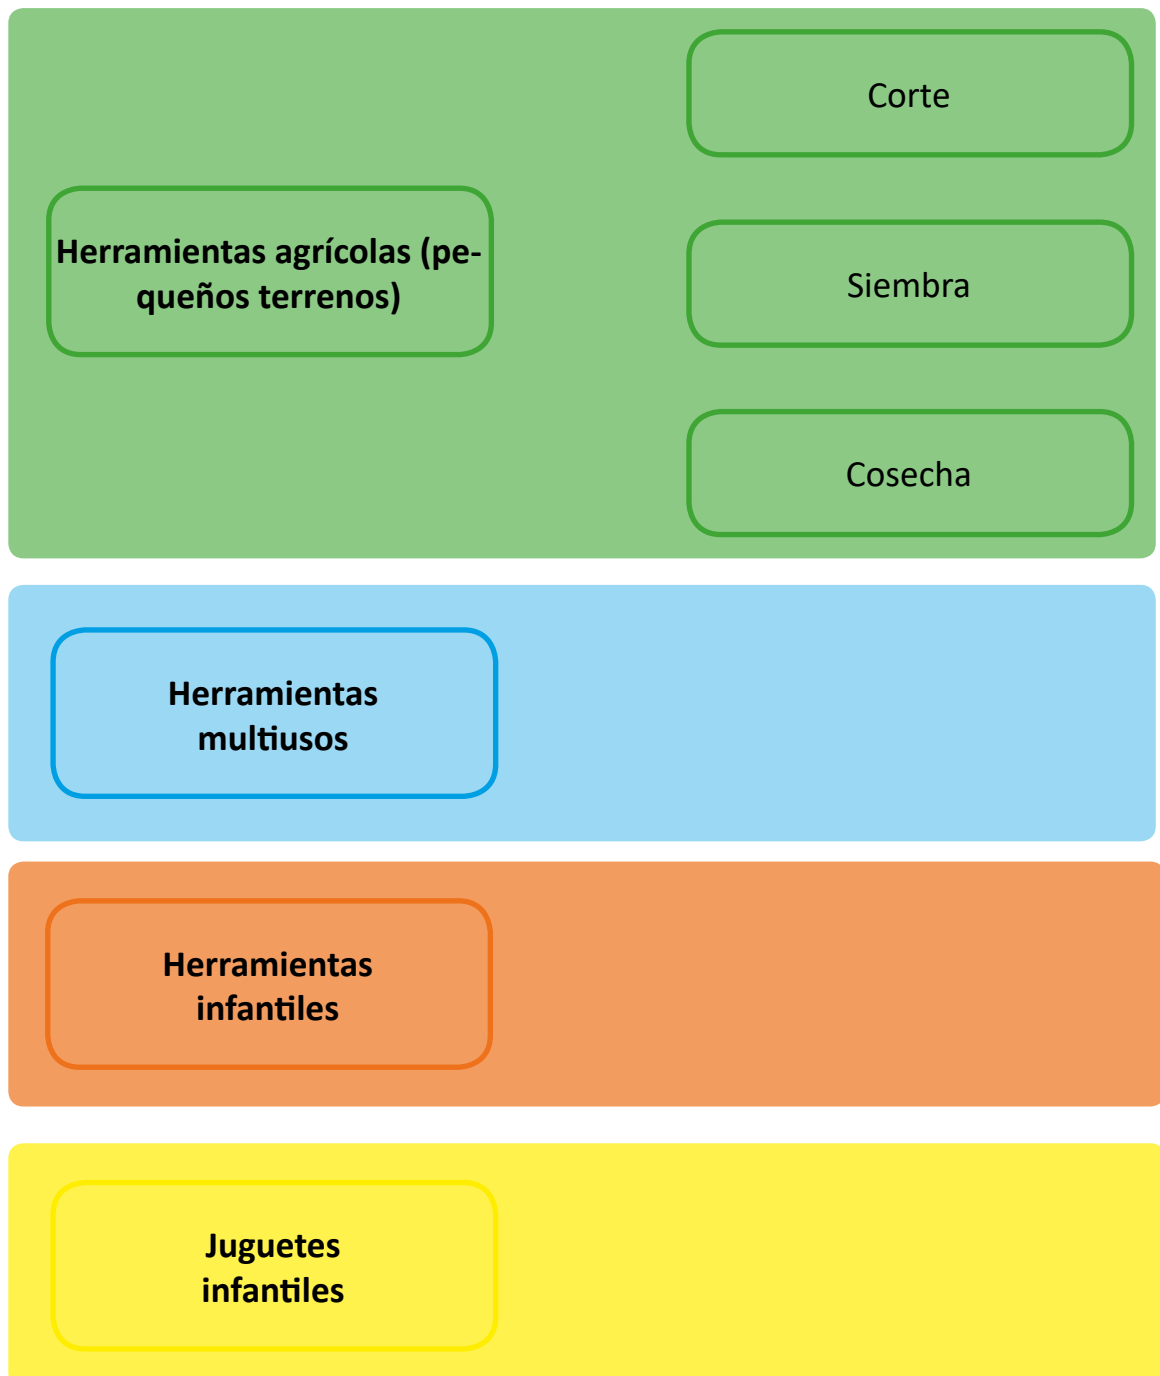 Corte
Herramientas agrícolas (pe-
queños terrenos)
Siembra
Cosecha
Herramientas
multiusos
Herramientas
infantiles
Juguetes
infantiles